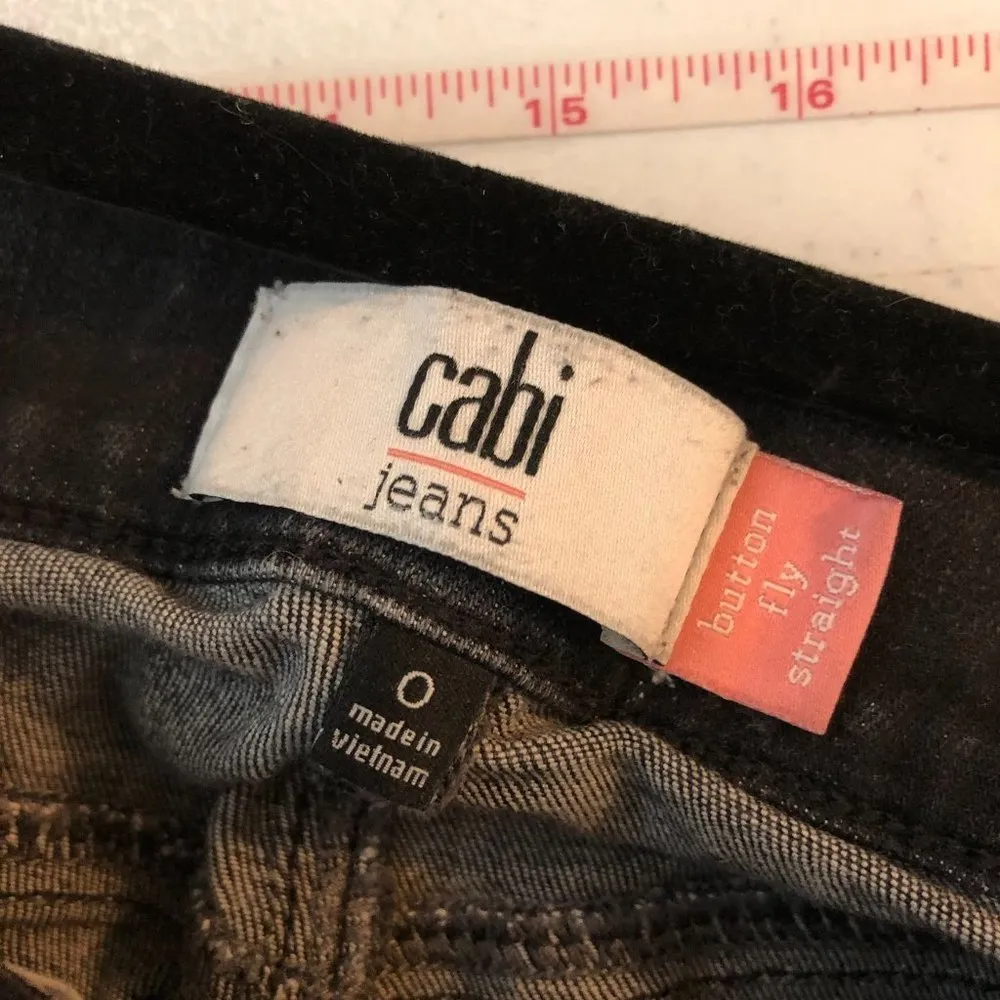 15
16
cabi
jeans
button
fly
straight
0
made in
vietnam